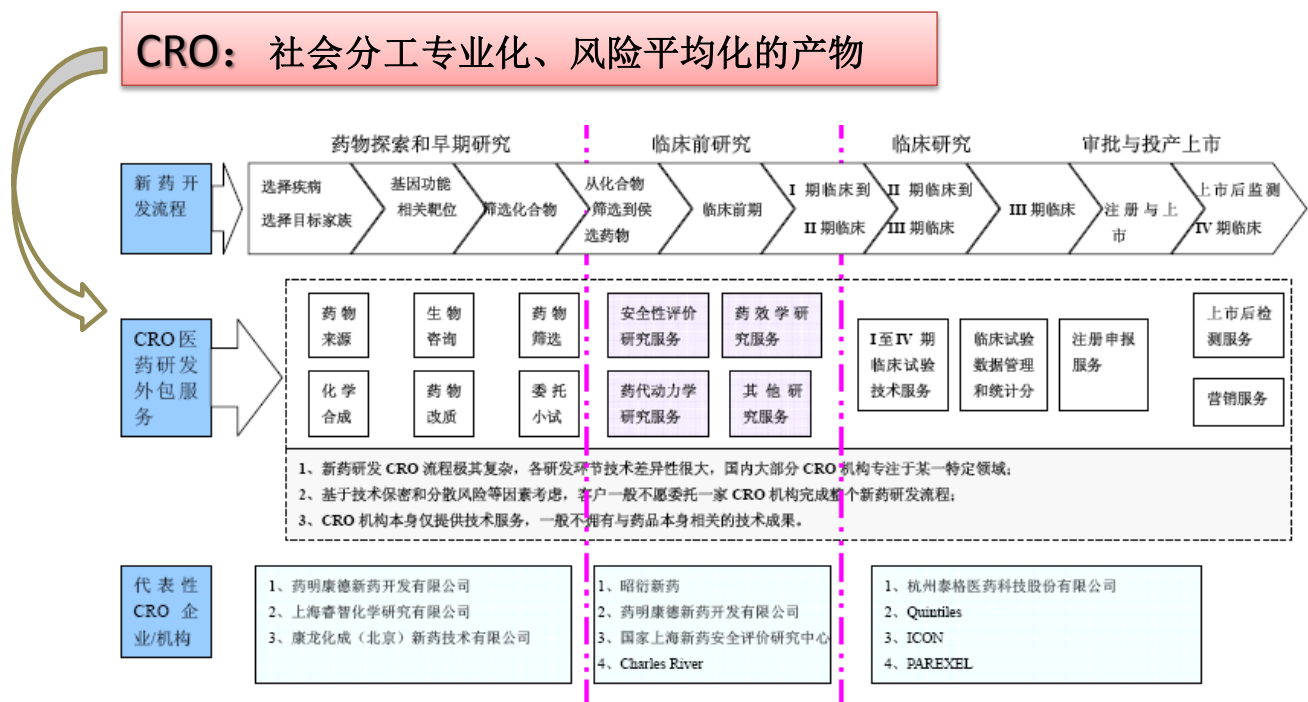 CRO： 社会分工专业化、风险平均化的产物
药物探索和早期研究
临床前研究
临床研究
审批与投产上市
新药开
发流程
选择疾病
选择目标家族
基因功能
相关靶位
筛选化合物
从化合物
筛选到侯
选药物
临床前期
I 期临床到
II 期临床
II 期临床到
III 期临床
III 期临床
注册与上
市
上市后监测
IV 期临床
CRO 医
药研发
外包服
务
药物
来源
生物
咨询
药物
筛选
化学
合成
药物
改质
委托
小试
安全性评价
研究服务
药效学研
究服务
药代动力学
研究服务
其他研
究服务
I 至 IV 期
临床试验
技术服务
临床试验
数据管理
和统计分
注册申报
服务
上市后检
测服务
营销服务
1、新药研发 CRO 流程极其复杂，各研发环节技术差异性很大，国内大部分 CRO 机构专注于某一特定领域；
2、基于技术保密和分散风险等因素考虑，客户一般不愿委托一家 CRO 机构完成整个新药研发流程；
3、CRO 机构本身仅提供技术服务，一般不拥有与药品本身相关的技术成果。
代表性
CRO 企
业/机构
1、药明康德新药开发有限公司
2、上海睿智化学研究有限公司
3、康龙化成（北京）新药技术有限公司
1、昭衍新药
2、药明康德新药开发有限公司
3、国家上海新药安全评价研究中心
4、Charles River
1、杭州泰格医药科技股份有限公司
2、Quintiles
3、ICON
4、PAREXEL